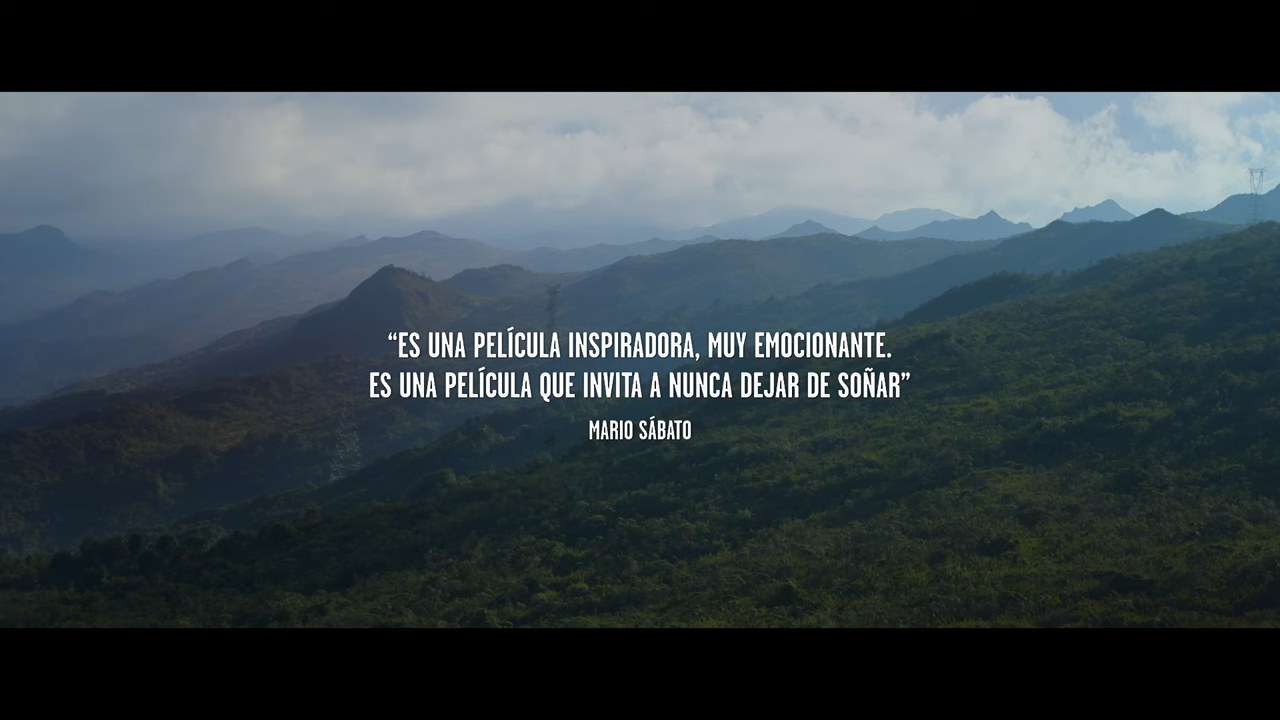 “ES UNA PELÍCULA INSPIRADORA, MUY EMOCIONANTE.
ES UNA PELÍCULA QUE INVITA A NUNCA DEJAR DE SOÑAR”
MARIO SÁBATO